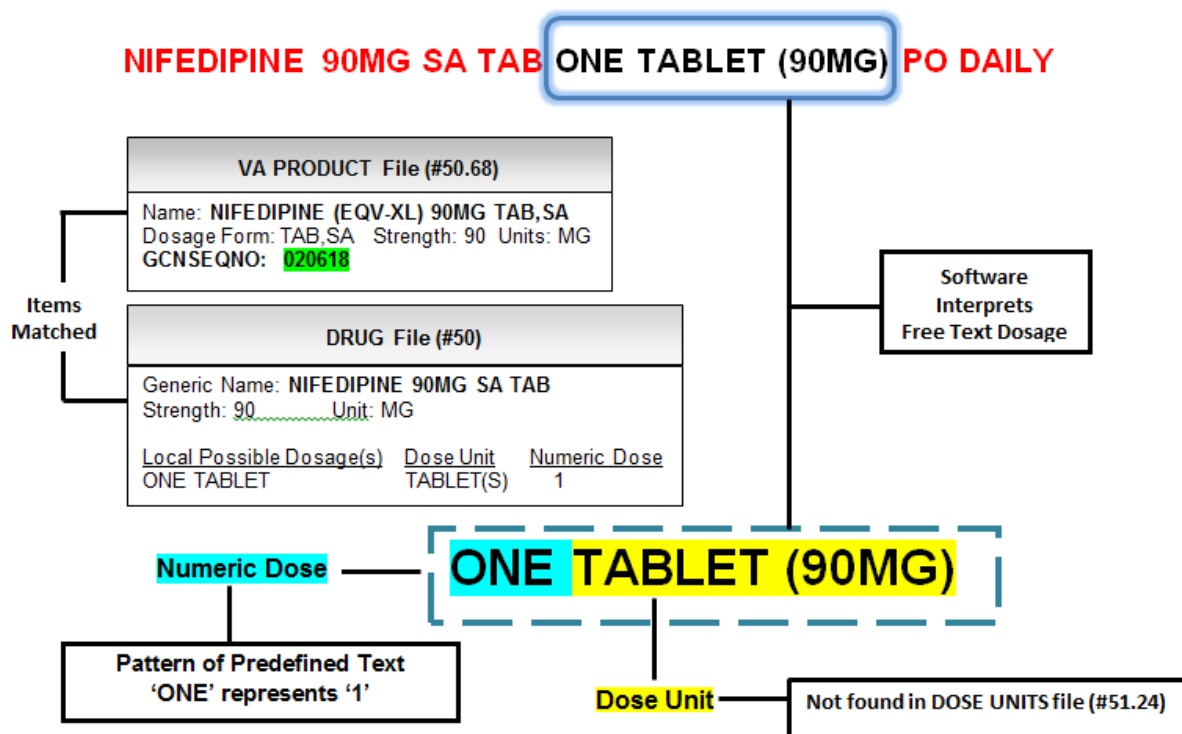 NIFEDIPINE 90MG SA TAB ONE TABLET (90MG) PO DAILY
VA PRODUCT File (#50.68)
Name: NIFEDIPINE (EQV-XL) 90MG TAB,SA
Dosage Form: TAB,SA Strength: 90 Units: MG
GCNSEQNO: 020618
Items
Matched
Software
Interprets
Free Text Dosage
DRUG File (#50)
Generic Name: NIFEDIPINE 90MG SA TAB
Strength: 90 Unit: MG
Local Possible Dosage(s) Dose Unit Numeric Dose
ONE TABLET TABLET(S) 1
Numeric Dose
ONE TABLET (90MG)
Pattern of Predefined Text
‘ONE’ represents ‘1’
Dose Unit
Not found in DOSE UNITS file (#51.24)